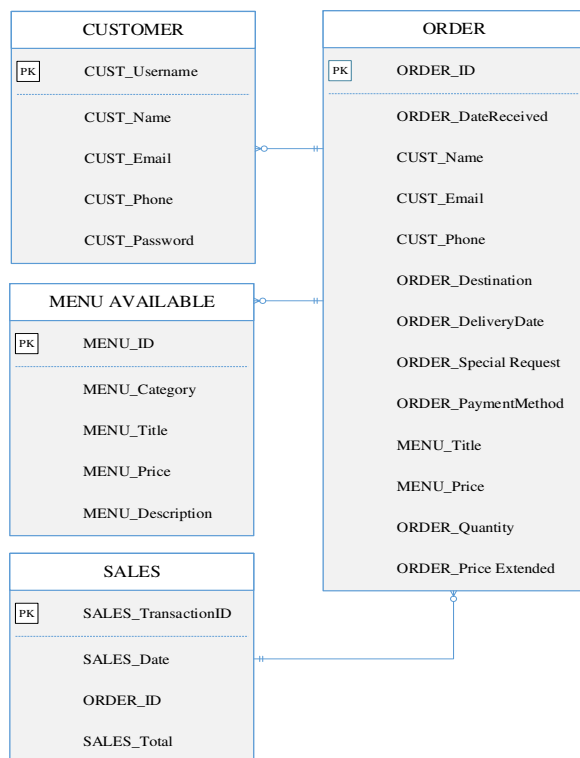 CUSTOMER
PK CUST_Username
CUST_Name
CUST_Email
CUST_Phone
CUST_Password
MENU AVAILABLE
PK MENU_ID
MENU_Category
MENU_Title
MENU_Price
MENU_Description
SALES
PK SALES_TransactionID
SALES_Date
ORDER_ID
SALES_Total
ORDER
PK ORDER_ID
ORDER_DateReceived
CUST_Name
CUST_Email
CUST_Phone
ORDER_Destination
ORDER_DeliveryDate
ORDER_Special Request
ORDER_PaymentMethod
MENU_Title
MENU_Price
ORDER_Quantity
ORDER_Price Extended